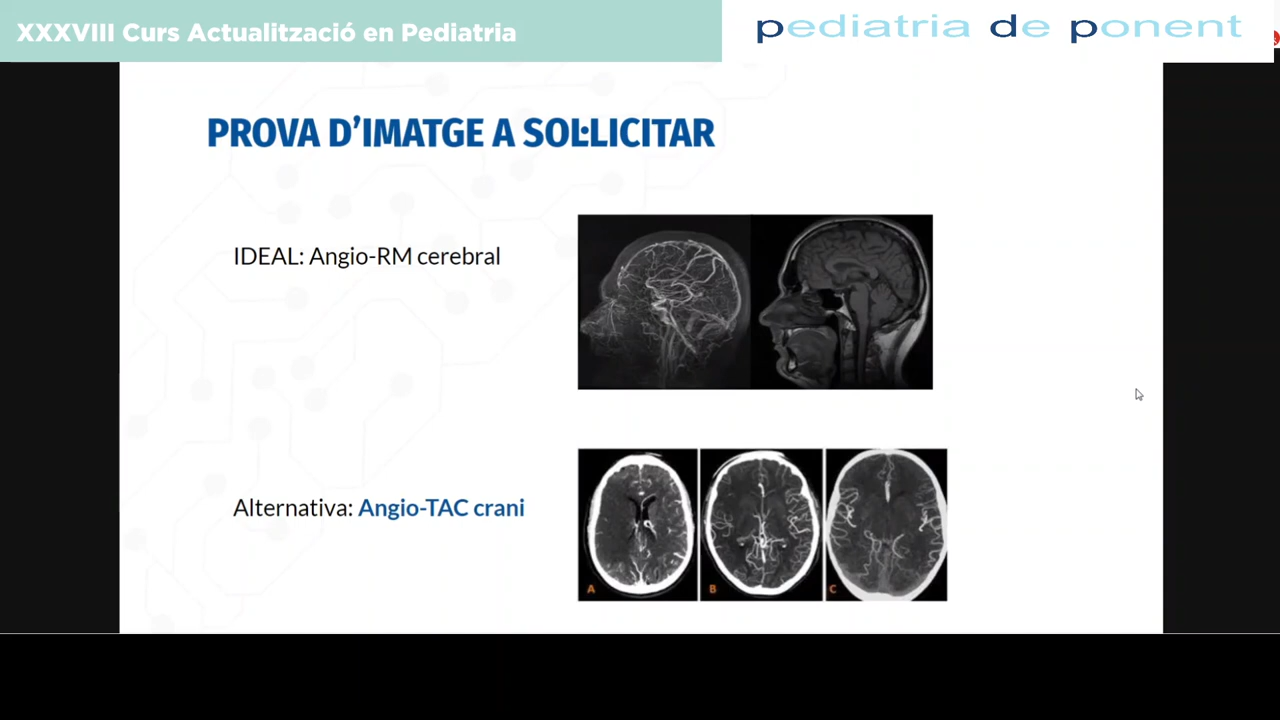 XXXVIII Curs Actualització en Pediatria
pediatria de ponent
PROVA D'IMATGE A SOL·LICITAR
IDEAL: Angio-RM cerebral
Alternativa: Angio-TAC crani
A
B
C